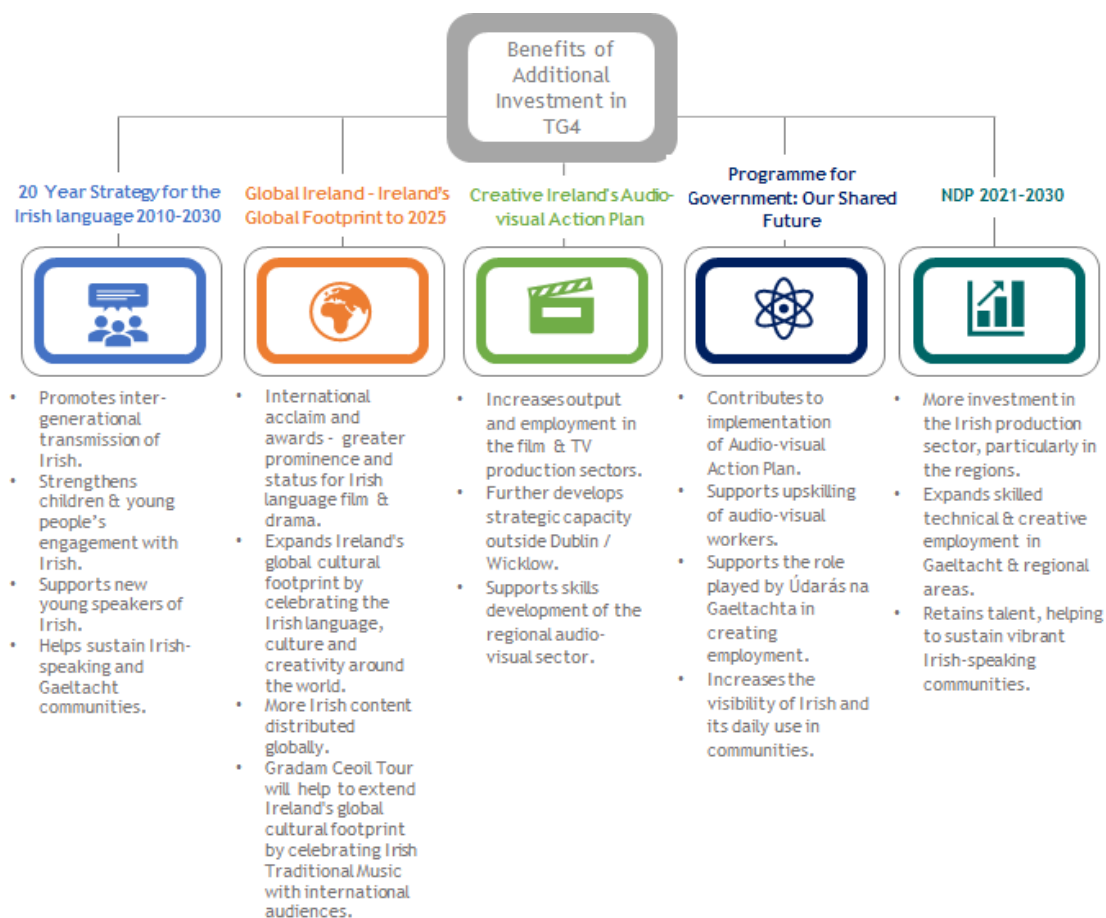 Benefits of
Additional
Investment in
TG4
20 Year Strategy for the
Irish language 2010-2030
Global Ireland - Ireland's
Global Footprint to 2025
Creative Ireland's Audio-
visual Action Plan
Programme for
Government: Our Shared
Future
NDP 2021-2030
• Promotes inter-
generational
transmission of
Irish.
• Strengthens
children & young
people's
engagement with
Irish.
• Supports new
young speakers of
Irish.
• Helps sustain Irish-
speaking and
Gaeltacht
communities.
• International
acclaim and
awards - greater
prominence and
status for Irish
language film &
drama.
• Expands Ireland's
global cultural
footprint by
celebrating the
Irish language,
culture and
creativity around
the world.
• More Irish content
distributed
globally.
• Gradam Ceoil Tour
will help to extend
Ireland's global
cultural footprint
by celebrating Irish
Traditional Music
with international
audiences.
• Increases output
and employment in
the film & TV
production sectors.
• Further develops
strategic capacity
outside Dublin /
Wicklow.
• Supports skills
development of the
regional audio-
visual sector.
• Contributes to
implementation
of Audio-visual
Action Plan.
• Supports upskilling
of audio-visual
workers.
• Supports the role
played by Údarás na
Gaeltachta in
creating
employment.
• Increases the
visibility of Irish and
its daily use in
communities.
• More investment in
the Irish production
sector, particularly in
the regions.
• Expands skilled
technical & creative
employment in
Gaeltacht & regional
areas.
• Retains talent, helping
to sustain vibrant
Irish-speaking
communities.